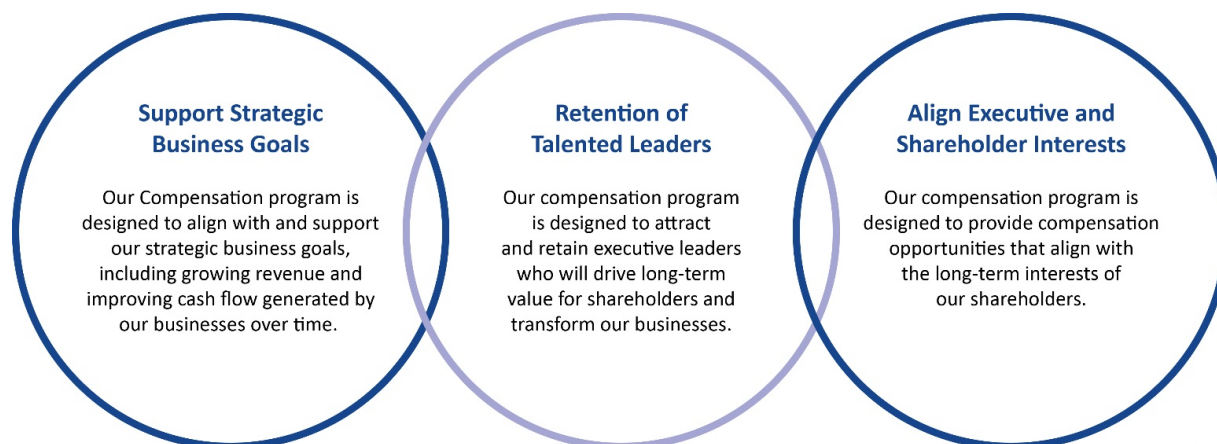 Support Strategic
Business Goals
Our Compensation program is
designed to align with and support
our strategic business goals,
including growing revenue and
improving cash flow generated by
our businesses over time.
Retention of
Talented Leaders
Our compensation program
is designed to attract
and retain executive leaders
who will drive long-term
value for shareholders and
transform our businesses.
Align Executive and
Shareholder Interests
Our compensation program is
designed to provide compensation
opportunities that align with
the long-term interests of
our shareholders.